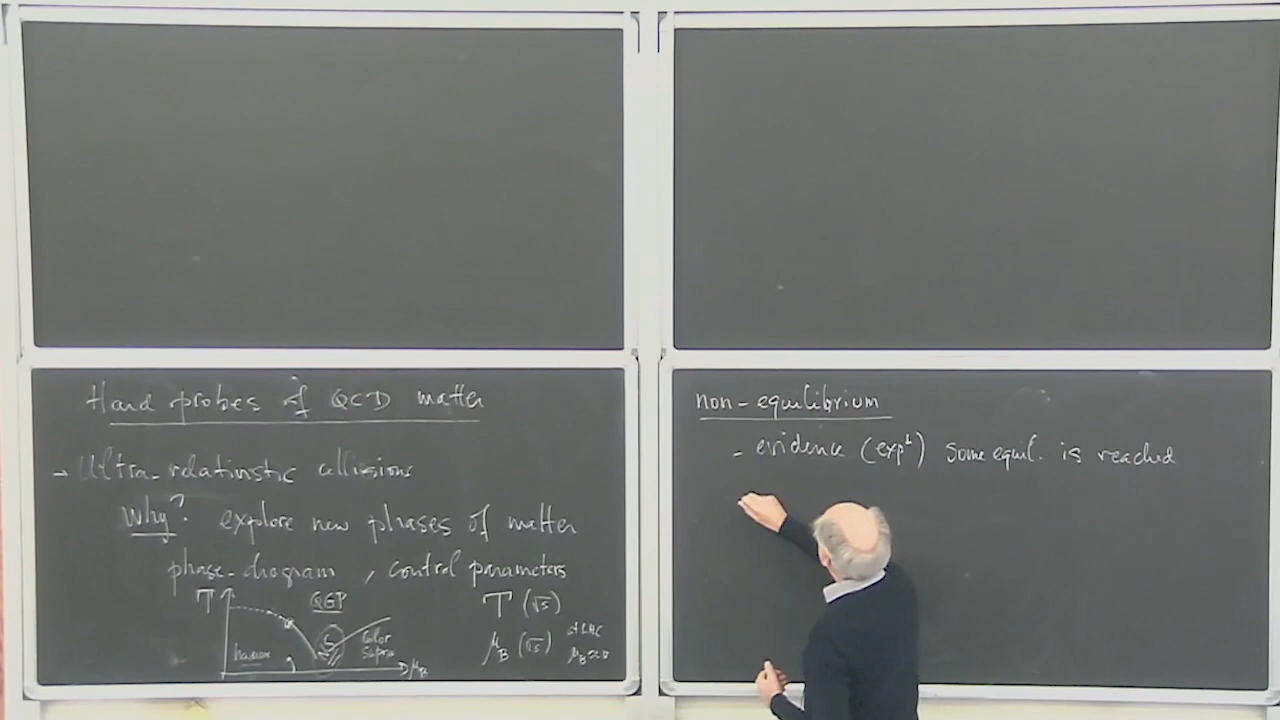 Hard probes of QCD matter
→ Ultra-relativistic collisions
Why? explore new phases of matter
phase-diagram, control parameters
T QGP T (√s)
hadron Color Supra μ_B μ_B (√s) at LHC μ_B ≃ 0
non-equilibrium
- evidence (exp^t) some equil. is reached